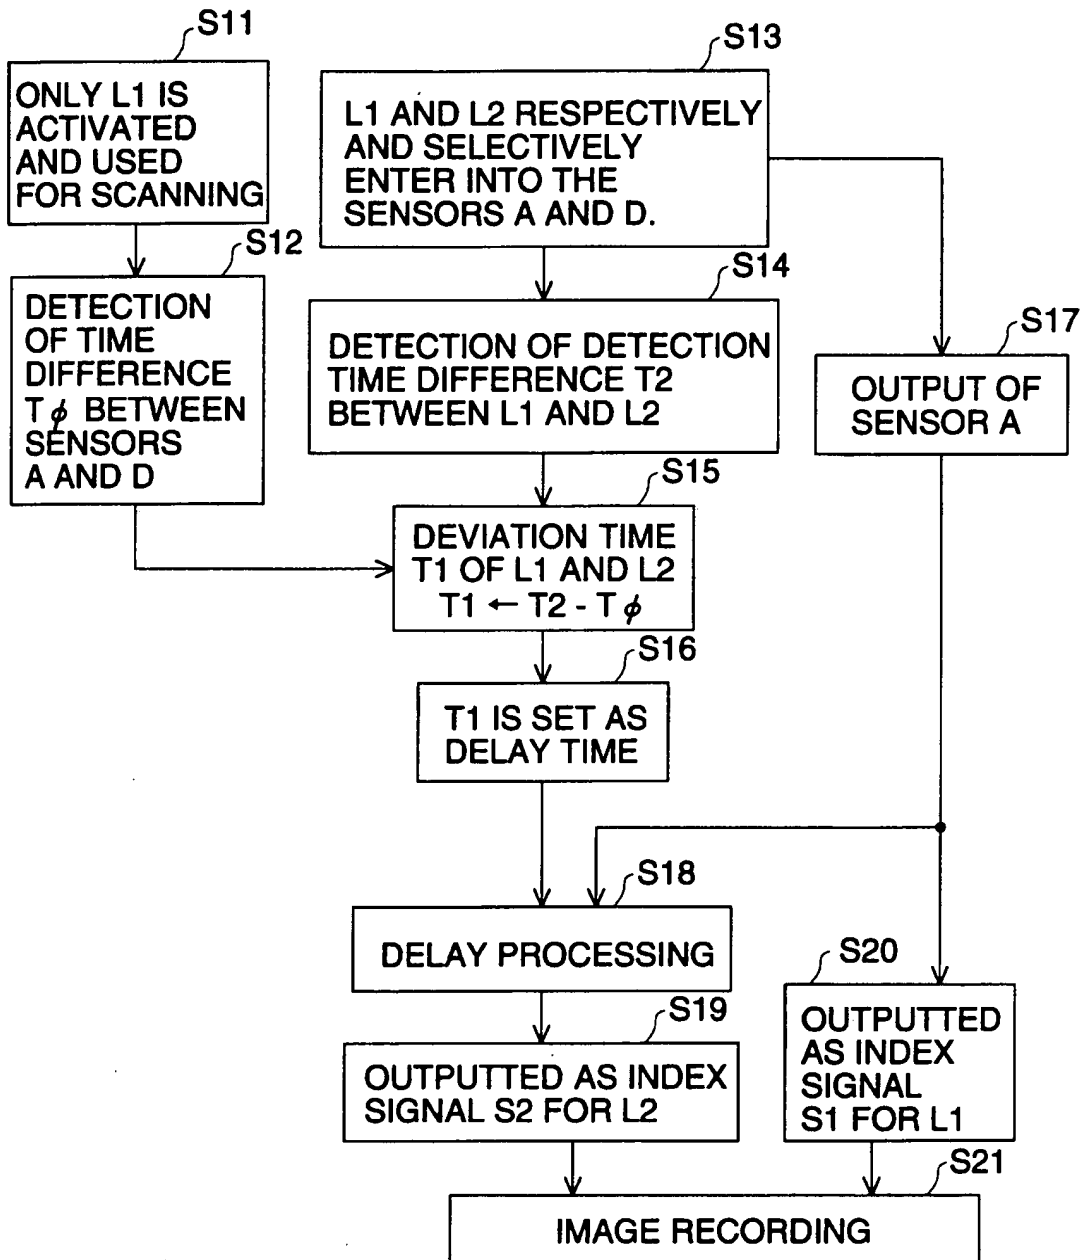 S11
ONLY L1 IS
ACTIVATED
AND USED
FOR SCANNING
S12
DETECTION
OF TIME
DIFFERENCE
Tϕ BETWEEN
SENSORS
A AND D
S13
L1 AND L2 RESPECTIVELY
AND SELECTIVELY
ENTER INTO THE
SENSORS A AND D.
S14
DETECTION OF DETECTION
TIME DIFFERENCE T2
BETWEEN L1 AND L2
S17
OUTPUT OF
SENSOR A
S15
DEVIATION TIME
T1 OF L1 AND L2
T1 ← T2 - Tϕ
S16
T1 IS SET AS
DELAY TIME
S18
DELAY PROCESSING
S19
OUTPUTTED AS INDEX
SIGNAL S2 FOR L2
S20
OUTPUTTED
AS INDEX
SIGNAL
S1 FOR L1
S21
IMAGE RECORDING